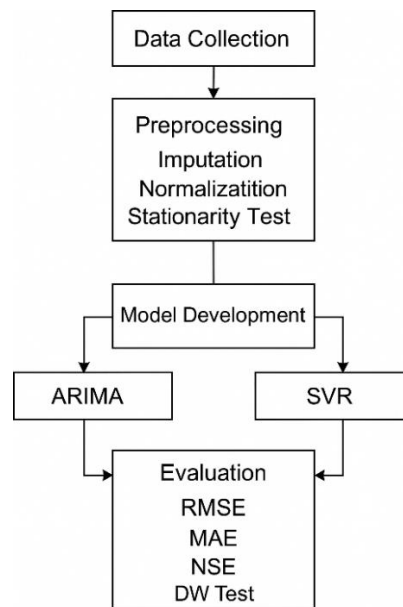 Data Collection
Preprocessing
Imputation
Normalizatition
Stationarity Test
Model Development
ARIMA
SVR
Evaluation
RMSE
MAE
NSE
DW Test